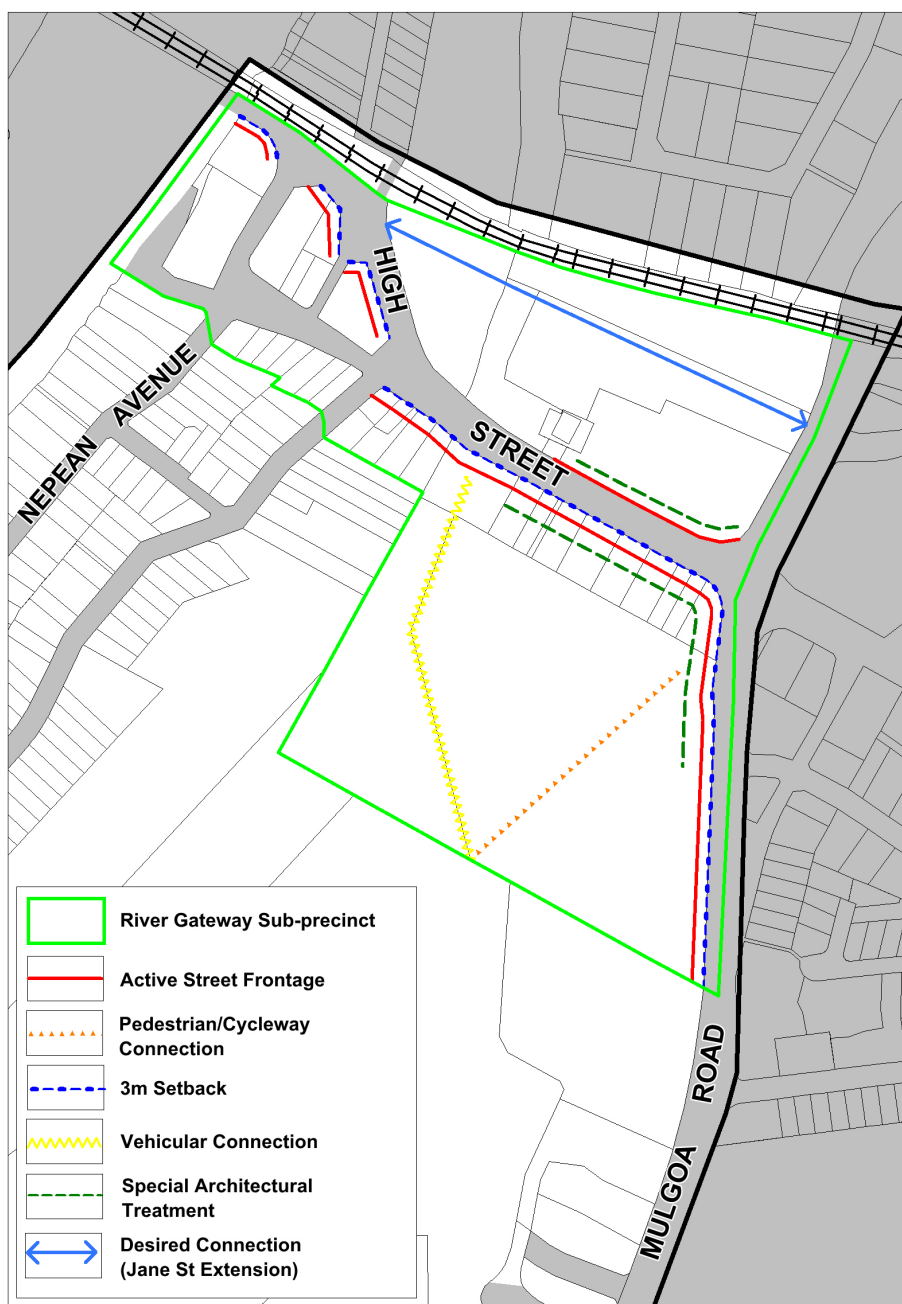 HIGH
STREET
NEPEAN AVENUE
River Gateway Sub-precinct
Active Street Frontage
Pedestrian/Cycleway
Connection
3m Setback
Vehicular Connection
Special Architectural
Treatment
Desired Connection
(Jane St Extension)
MULGOA ROAD